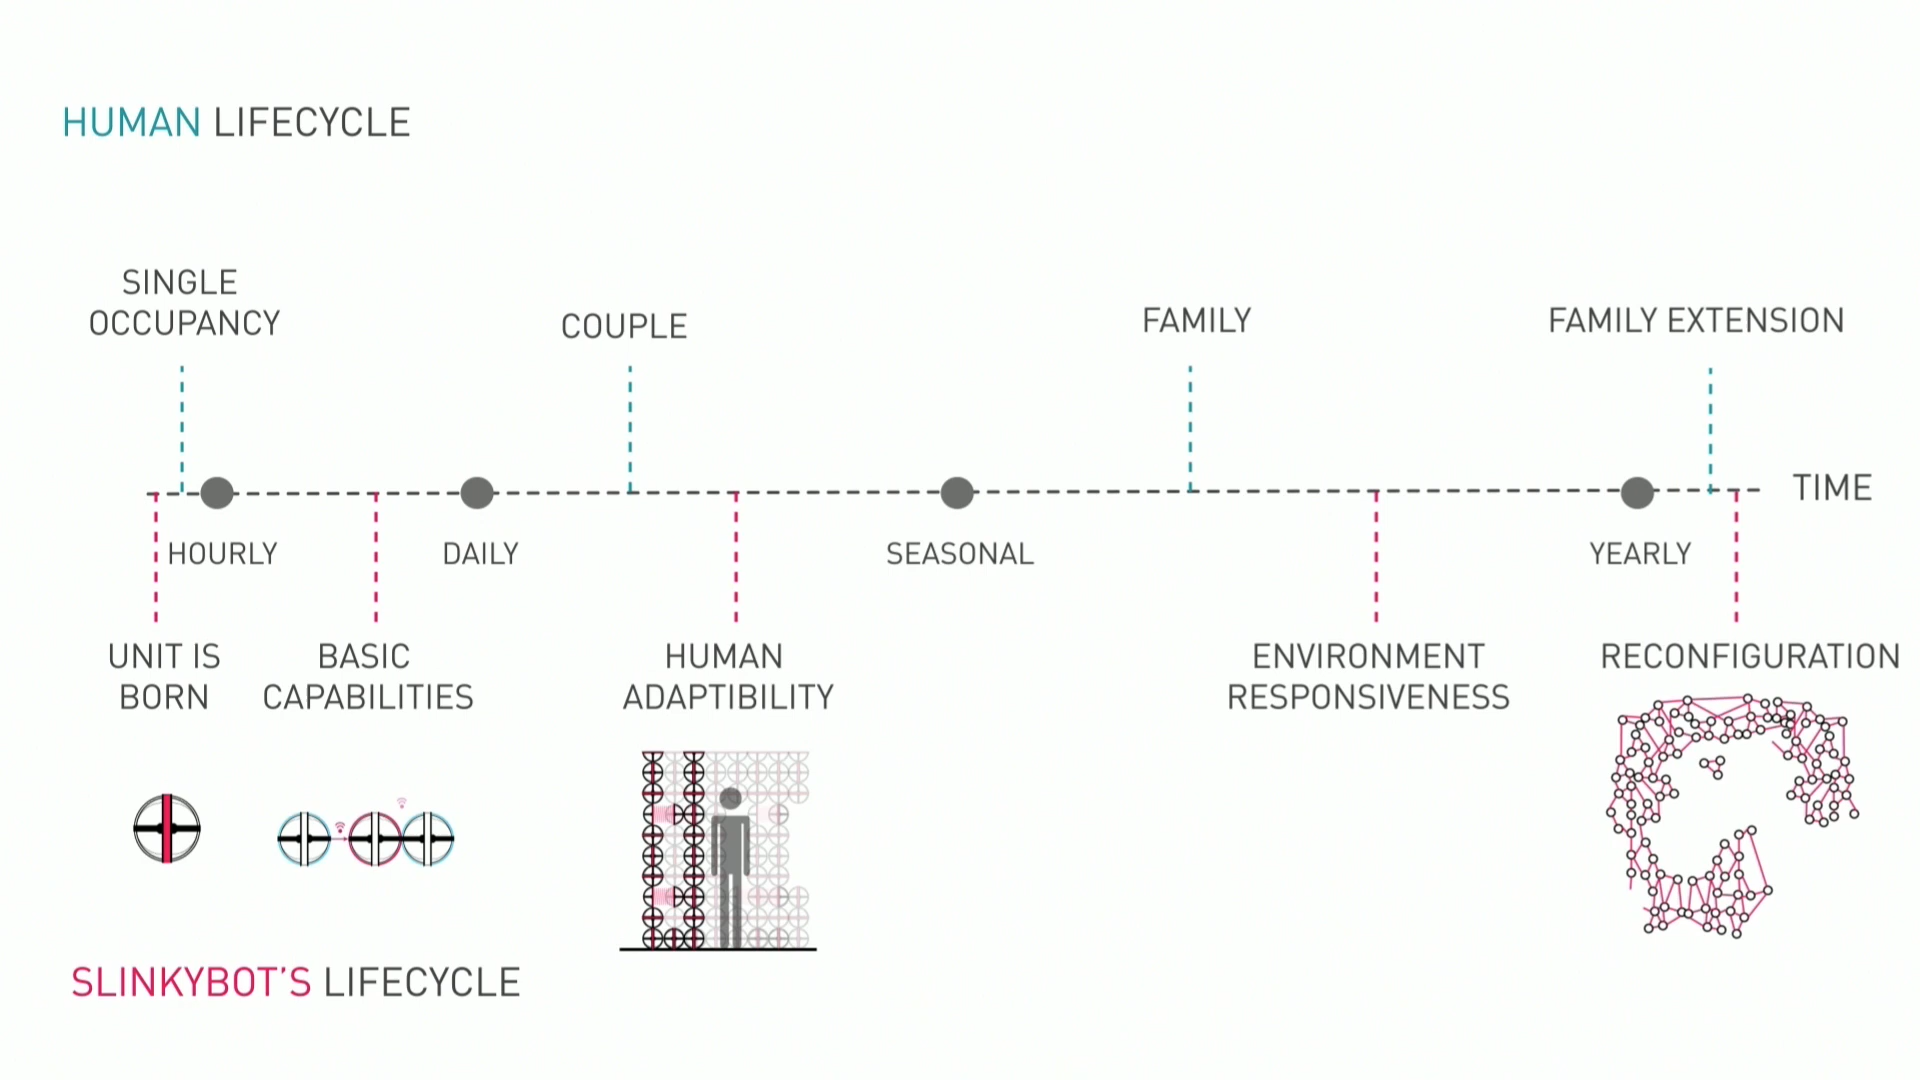 HUMAN LIFECYCLE
SINGLE
OCCUPANCY
COUPLE
FAMILY
FAMILY EXTENSION
TIME
HOURLY
DAILY
SEASONAL
YEARLY
UNIT IS
BORN
BASIC
CAPABILITIES
HUMAN
ADAPTIBILITY
ENVIRONMENT
RESPONSIVENESS
RECONFIGURATION
SLINKYBOT'S LIFECYCLE